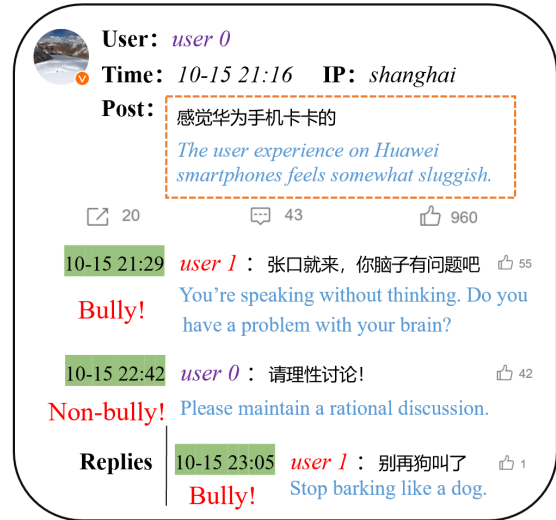 User： user 0
Time： 10-15 21:16 IP： shanghai
Post：
感觉华为手机卡卡的
The user experience on Huawei
smartphones feels somewhat sluggish.
20 43 960
10-15 21:29 user 1 ： 张口就来，你脑子有问题吧 55
Bully! You're speaking without thinking. Do you
have a problem with your brain?
10-15 22:42 user 0 ： 请理性讨论！ 42
Non-bully! Please maintain a rational discussion.
Replies 10-15 23:05 user 1 ： 别再狗叫了 1
Bully! Stop barking like a dog.